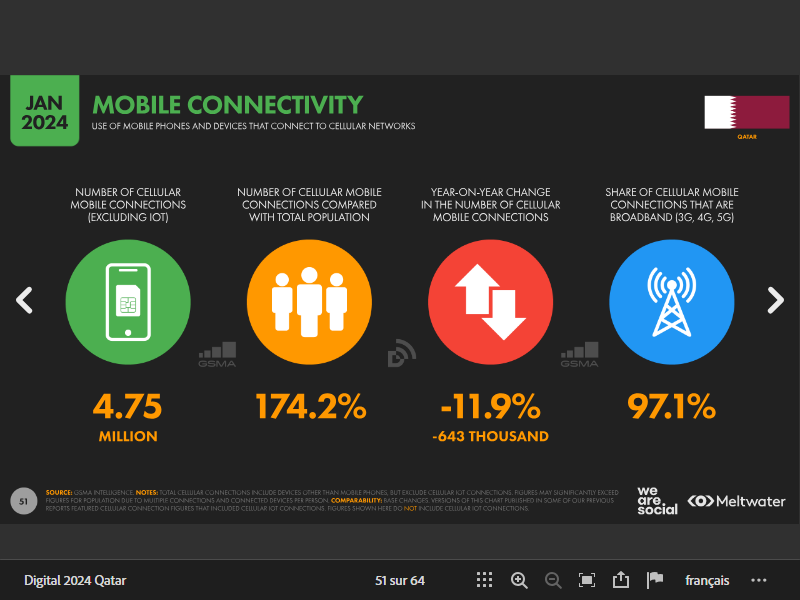 JAN
2024
MOBILE CONNECTIVITY
USE OF MOBILE PHONES AND DEVICES THAT CONNECT TO CELLULAR NETWORKS
QATAR
NUMBER OF CELLULAR
MOBILE CONNECTIONS
(EXCLUDING IOT)
NUMBER OF CELLULAR MOBILE
CONNECTIONS COMPARED
WITH TOTAL POPULATION
YEAR-ON-YEAR CHANGE
IN THE NUMBER OF CELLULAR
MOBILE CONNECTIONS
SHARE OF CELLULAR MOBILE
CONNECTIONS THAT ARE
BROADBAND (3G, 4G, 5G)
GSMA
GSMA
4.75
MILLION
174.2%
-11.9%
-643 THOUSAND
97.1%
51
SOURCE: GSMA INTELLIGENCE. NOTES: TOTAL CELLULAR CONNECTIONS INCLUDE DEVICES OTHER THAN MOBILE PHONES, BUT EXCLUDE CELLULAR IOT CONNECTIONS. FIGURES MAY SIGNIFICANTLY EXCEED
FIGURES FOR POPULATION DUE TO MULTIPLE CONNECTIONS AND CONNECTED DEVICES PER PERSON. COMPARABILITY: BASE CHANGES. VERSIONS OF THIS CHART PUBLISHED IN SOME OF OUR PREVIOUS
REPORTS FEATURED CELLULAR CONNECTION FIGURES THAT INCLUDED CELLULAR IOT CONNECTIONS. FIGURES SHOWN HERE DO NOT INCLUDE CELLULAR IOT CONNECTIONS.
we
are.
social
Meltwater
Digital 2024 Qatar
51 sur 64
français